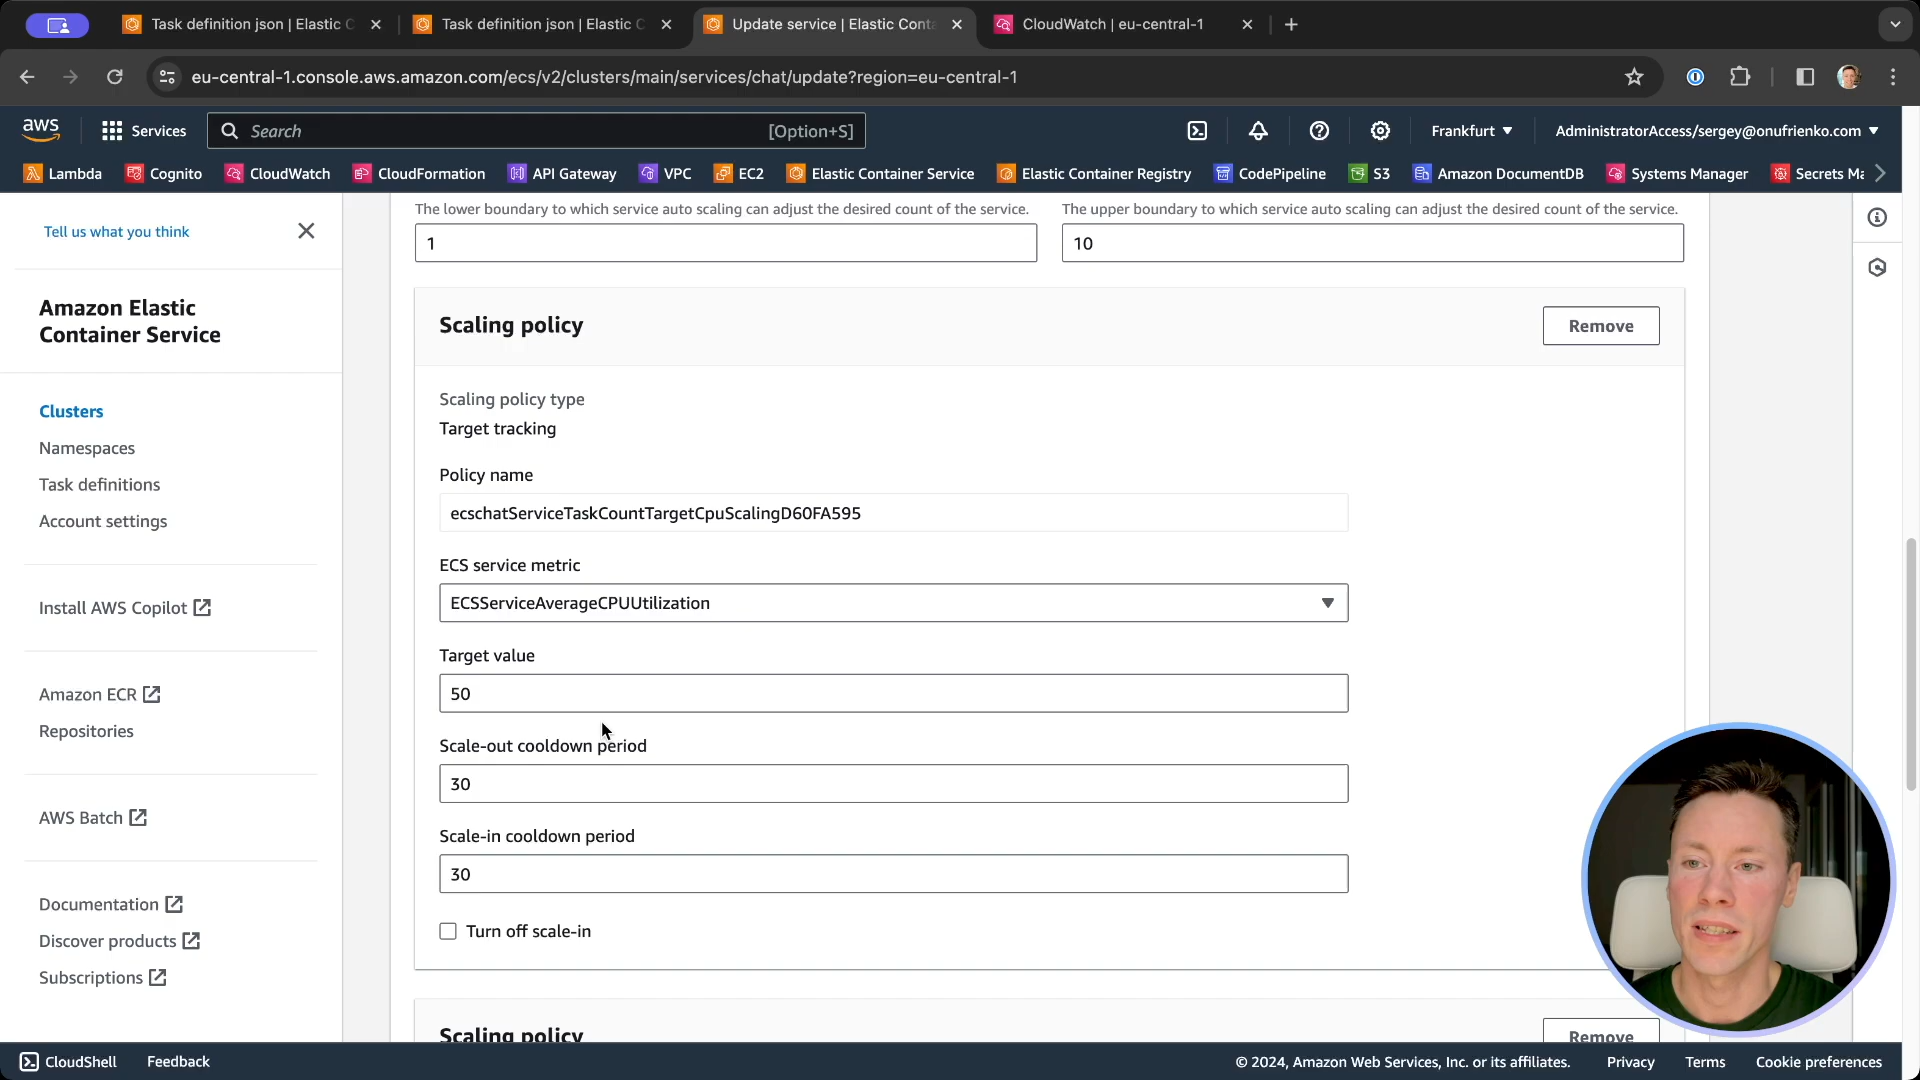 Task definition json | Elastic C
Task definition json | Elastic C
Update service | Elastic Conta
CloudWatch | eu-central-1
eu-central-1.console.aws.amazon.com/ecs/v2/clusters/main/services/chat/update?region=eu-central-1
aws
Services
Search
[Option+S]
Frankfurt
AdministratorAccess/sergey@onufrienko.com
Lambda
Cognito
CloudWatch
CloudFormation
API Gateway
VPC
EC2
Elastic Container Service
Elastic Container Registry
CodePipeline
S3
Amazon DocumentDB
Systems Manager
Secrets Ma
Tell us what you think
Amazon Elastic
Container Service
Clusters
Namespaces
Task definitions
Account settings
Install AWS Copilot
Amazon ECR
Repositories
AWS Batch
Documentation
Discover products
Subscriptions
The lower boundary to which service auto scaling can adjust the desired count of the service.
1
The upper boundary to which service auto scaling can adjust the desired count of the service.
10
Scaling policy
Remove
Scaling policy type
Target tracking
Policy name
ecschatServiceTaskCountTargetCpuScalingD60FA595
ECS service metric
ECSServiceAverageCPUUtilization
Target value
50
Scale-out cooldown period
30
Scale-in cooldown period
30
Turn off scale-in
Scaling policy
Remove
CloudShell
Feedback
© 2024, Amazon Web Services, Inc. or its affiliates.
Privacy
Terms
Cookie preferences